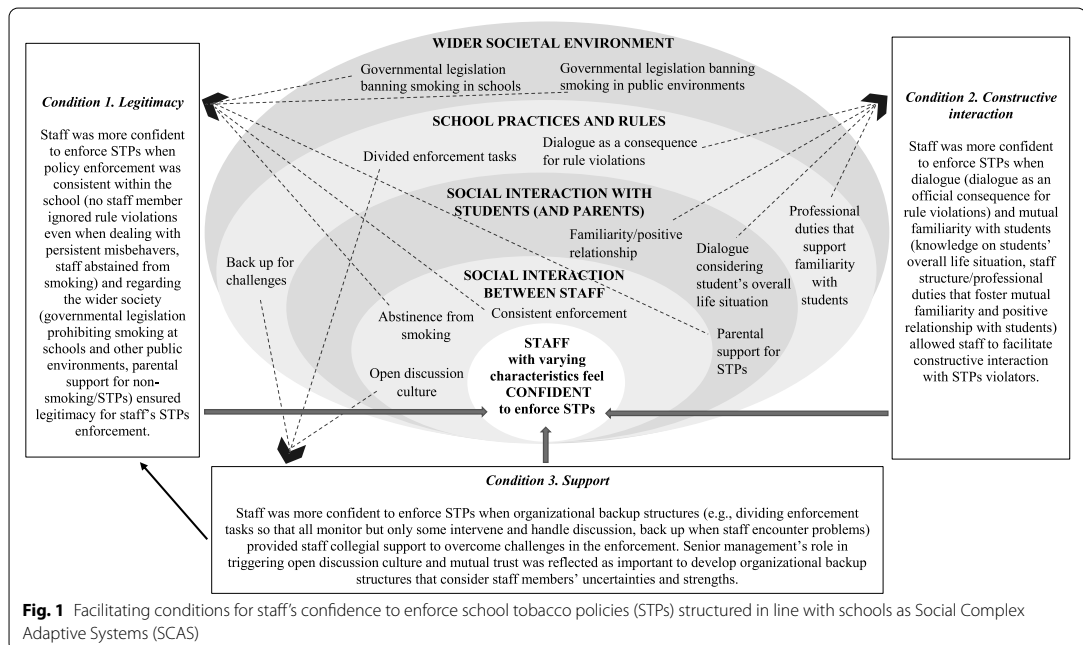 WIDER SOCIETAL ENVIRONMENT
Governmental legislation
banning smoking in schools
Governmental legislation banning
smoking in public environments
SCHOOL PRACTICES AND RULES
Divided enforcement tasks
Dialogue as a consequence
for rule violations
Back up for
challenges
Professional
duties that
support
familiarity
with
students
SOCIAL INTERACTION WITH
STUDENTS (AND PARENTS)
Familiarity/positive
relationship
Dialogue
considering
student's overall
life situation
Abstinence from
smoking
Parental
support for
STPs
SOCIAL INTERACTION
BETWEEN STAFF
Consistent enforcement
Open discussion
culture
STAFF
with varying
characteristics feel
CONFIDENT
to enforce STPs
Condition 1. Legitimacy
Staff was more confident
to enforce STPs when
policy enforcement was
consistent within the
school (no staff member
ignored rule violations
even when dealing with
persistent misbehavers,
staff abstained from
smoking) and regarding
the wider society
(governmental legislation
prohibiting smoking at
schools and other public
environments, parental
support for non-
smoking/STPs) ensured
legitimacy for staff's STPs
enforcement.
Condition 2. Constructive
interaction
Staff was more confident
to enforce STPs when
dialogue (dialogue as an
official consequence for
rule violations) and mutual
familiarity with students
(knowledge on students'
overall life situation, staff
structure/professional
duties that foster mutual
familiarity and positive
relationship with students)
allowed staff to facilitate
constructive interaction
with STPs violators.
Condition 3. Support
Staff was more confident to enforce STPs when organizational backup structures (e.g., dividing enforcement
tasks so that all monitor but only some intervene and handle discussion, back up when staff encounter problems)
provided staff collegial support to overcome challenges in the enforcement. Senior management's role in
triggering open discussion culture and mutual trust was reflected as important to develop organizational backup
structures that consider staff members' uncertainties and strengths.
Fig. 1 Facilitating conditions for staff's confidence to enforce school tobacco policies (STPs) structured in line with schools as Social Complex
Adaptive Systems (SCAS)